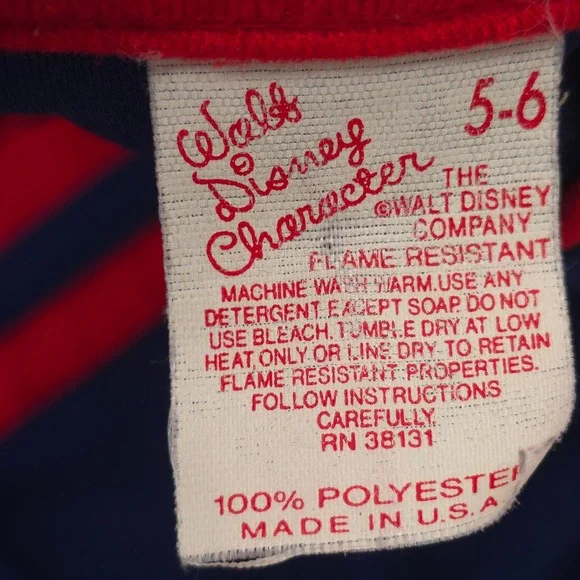 Walt
Disney
Character
5-6
THE
©WALT DISNEY
COMPANY
FLAME RESISTANT
MACHINE WASH WARM.USE ANY
DETERGENT EXCEPT SOAP DO NOT
USE BLEACH. TUMBLE DRY AT LOW
HEAT ONLY OR LINE DRY TO RETAIN
FLAME RESISTANT PROPERTIES.
FOLLOW INSTRUCTIONS
CAREFULLY
RN 38131
100% POLYESTER
MADE IN U.S.A